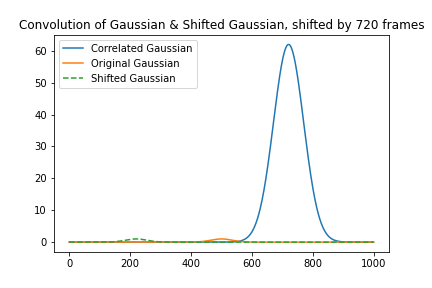 Convolution of Gaussian & Shifted Gaussian, shifted by 720 frames
Correlated Gaussian
Original Gaussian
Shifted Gaussian
60
50
40
30
20
10
0
0 200 400 600 800 1000